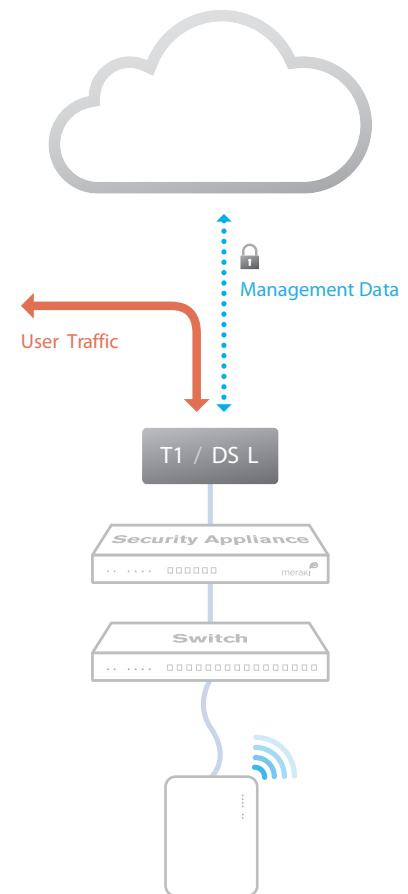 Management Data
User Traffic
T1 / DS L
Security Appliance
meraki
Switch